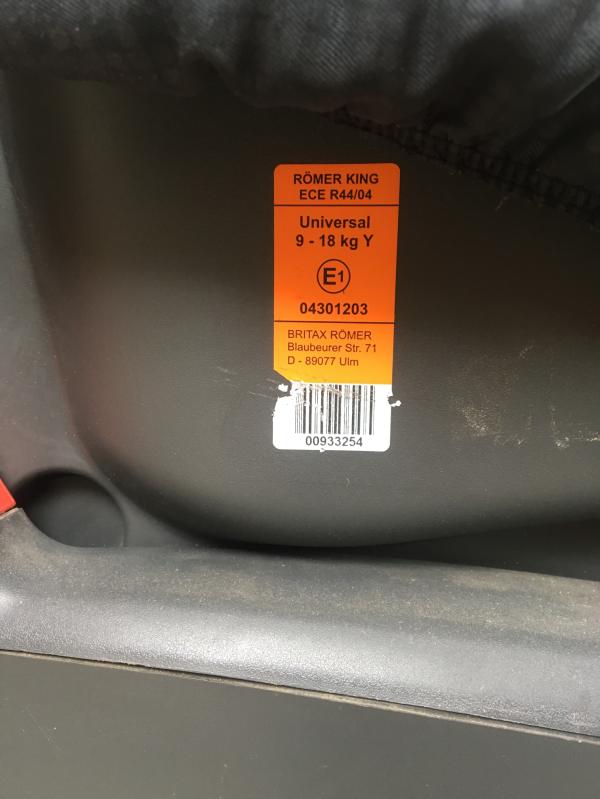 RÖMER KING
ECE R44/04
Universal
9 - 18 kg Y
E1
04301203
BRITAX RÖMER
Blaubeurer Str. 71
D - 89077 Ulm
00933254